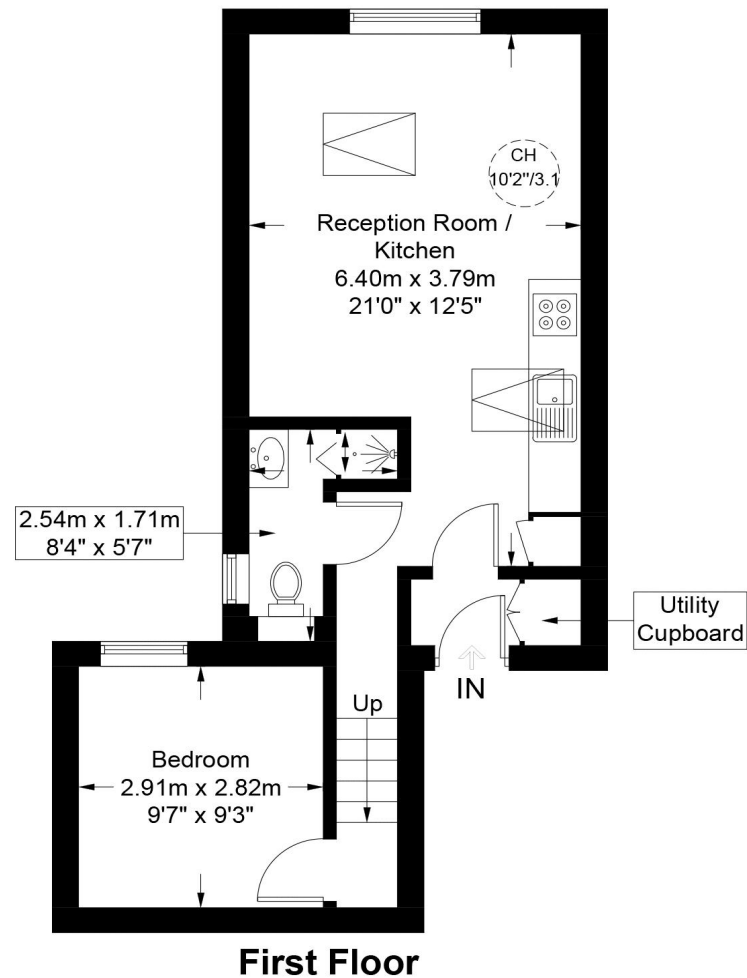 CH
10'2"/3.1
Reception Room /
Kitchen
6.40m x 3.79m
21'0" x 12'5"
2.54m x 1.71m
8'4" x 5'7"
Utility
Cupboard
IN
Up
Bedroom
2.91m x 2.82m
9'7" x 9'3"
First Floor